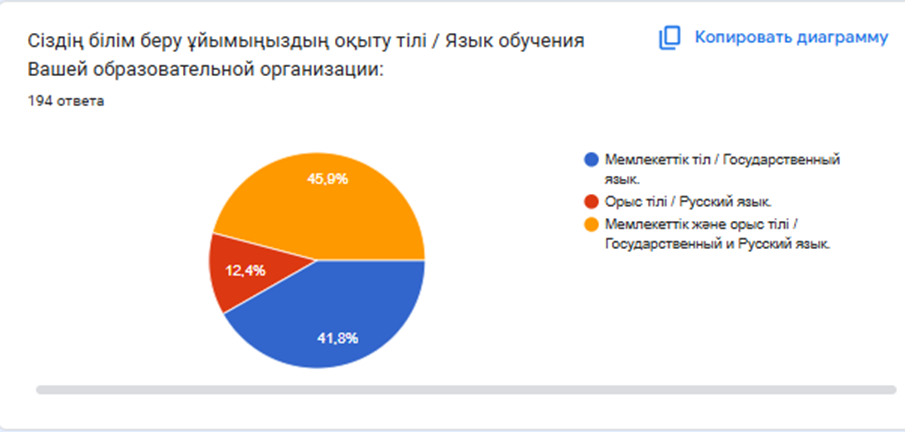 Сіздің білім беру ұйымыңыздың оқыту тілі / Язык обучения
Вашей образовательной организации:
Копировать диаграмму
194 ответа
45,9%
12,4%
41,8%
Мемлекеттік тіл / Государственный
язык.
Орыс тілі / Русский язык.
Мемлекеттік және орыс тілі /
Государственный и Русский язык.